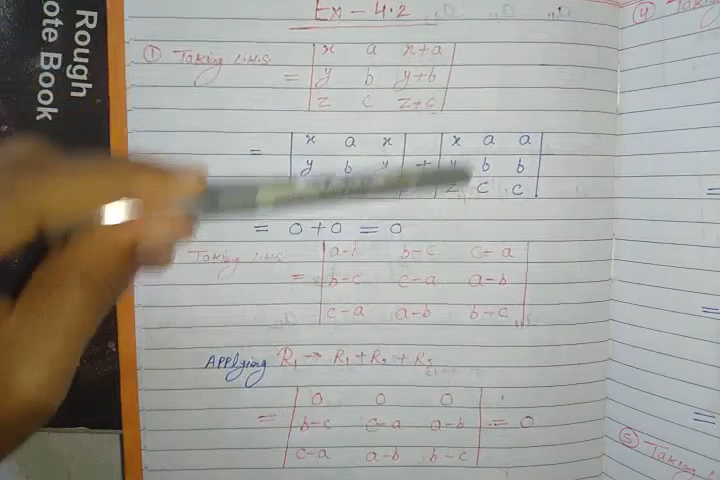 Rough
ote Book
Ex - 4.2
① Taking L.H.S.
= | x a x+a |
| y b y+b |
| z c z+c |
= | x a x | + | x a a |
| y b y | | y b b |
z c c |
= 0 + 0 = 0
Taking L.H.S
= | a-b b-c c-a |
| b-c c-a a-b |
| c-a a-b b-c |
Applying R₁ → R₁ + R₂ + R₃
= | 0 0 0 |
| b-c c-a a-b | = 0
| c-a a-b b-c |
④ Taking
=
=
=
⑤ Taking